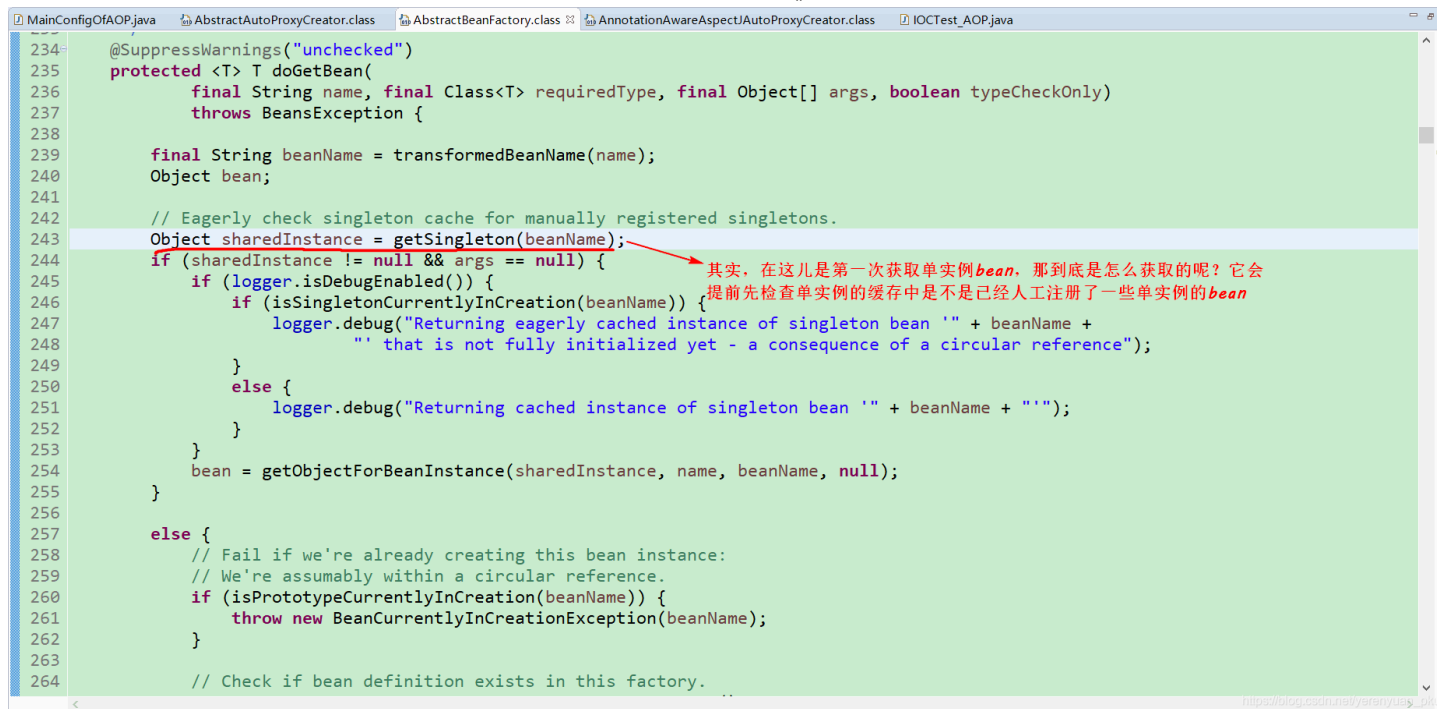 MainConfigOfAOP.java AbstractAutoProxyCreator.class AbstractBeanFactory.class AnnotationAwareAspectJAutoProxyCreator.class IOCTest_AOP.java
234 @SuppressWarnings("unchecked")
235 protected <T> T doGetBean(
236 final String name, final Class<T> requiredType, final Object[] args, boolean typeCheckOnly)
237 throws BeansException {
238
239 final String beanName = transformedBeanName(name);
240 Object bean;
241
242 // Eagerly check singleton cache for manually registered singletons.
243 Object sharedInstance = getSingleton(beanName);
244 if (sharedInstance != null && args == null) {
其实，在这儿是第一次获取单实例bean，那到底是怎么获取的呢？它会
提前先检查单实例的缓存中是不是已经人工注册了一些单实例的bean
245 if (logger.isDebugEnabled()) {
246 if (isSingletonCurrentlyInCreation(beanName)) {
247 logger.debug("Returning eagerly cached instance of singleton bean '" + beanName +
248 "' that is not fully initialized yet - a consequence of a circular reference");
249 }
250 else {
251 logger.debug("Returning cached instance of singleton bean '" + beanName + "'");
252 }
253 }
254 bean = getObjectForBeanInstance(sharedInstance, name, beanName, null);
255 }
256
257 else {
258 // Fail if we're already creating this bean instance:
259 // We're assumably within a circular reference.
260 if (isPrototypeCurrentlyInCreation(beanName)) {
261 throw new BeanCurrentlyInCreationException(beanName);
262 }
263
264 // Check if bean definition exists in this factory.
https://blog.csdn.net/yerenyuan_pku